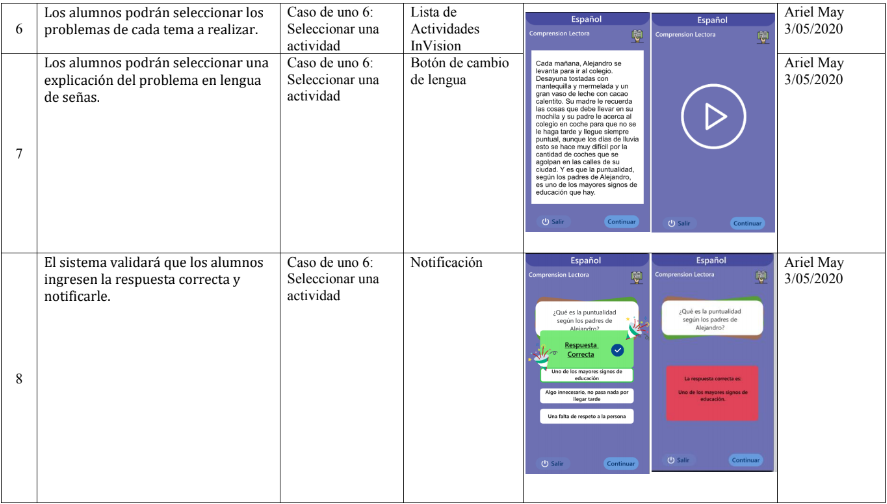 6
Los alumnos podrán seleccionar los
problemas de cada tema a realizar.
Caso de uno 6:
Seleccionar una
actividad
Lista de
Actividades
InVision
Ariel May
3/05/2020
7
Los alumnos podrán seleccionar una
explicación del problema en lengua
de señas.
Caso de uno 6:
Seleccionar una
actividad
Botón de cambio
de lengua
Español
Comprension Lectora
Cada mañana, Alejandro se
levanta para ir al colegio.
Desayuna tostadas con
mantequilla y mermelada y un
gran vaso de leche con cacao
calentito. Su madre le recuerda
las cosas que debe llevar en su
mochila y su padre le acerca al
colegio en coche para que no se
le haga tarde y llegue siempre
puntual, aunque los días de lluvia
esto se hace muy difícil por la
cantidad de coches que se
agolpan en las calles de su
ciudad. Y es que la puntualidad,
según los padres de Alejandro,
es uno de los mayores signos de
educación que hay.
Salir
Continuar
Español
Comprension Lectora
Salir
Continuar
Ariel May
3/05/2020
8
El sistema validará que los alumnos
ingresen la respuesta correcta y
notificarle.
Caso de uno 6:
Seleccionar una
actividad
Notificación
Español
Comprension Lectora
¿Qué es la puntualidad
según los padres de
Alejandro?
Respuesta
Correcta
Uno de los mayores signos de
educación
Algo innecesario, no pasa nada por
llegar tarde
Una falta de respeto a la persona
Salir
Continuar
Español
Comprension Lectora
¿Qué es la puntualidad
según los padres de
Alejandro?
La respuesta correcta es:
Uno de los mayores signos de
educación.
Salir
Continuar
Ariel May
3/05/2020